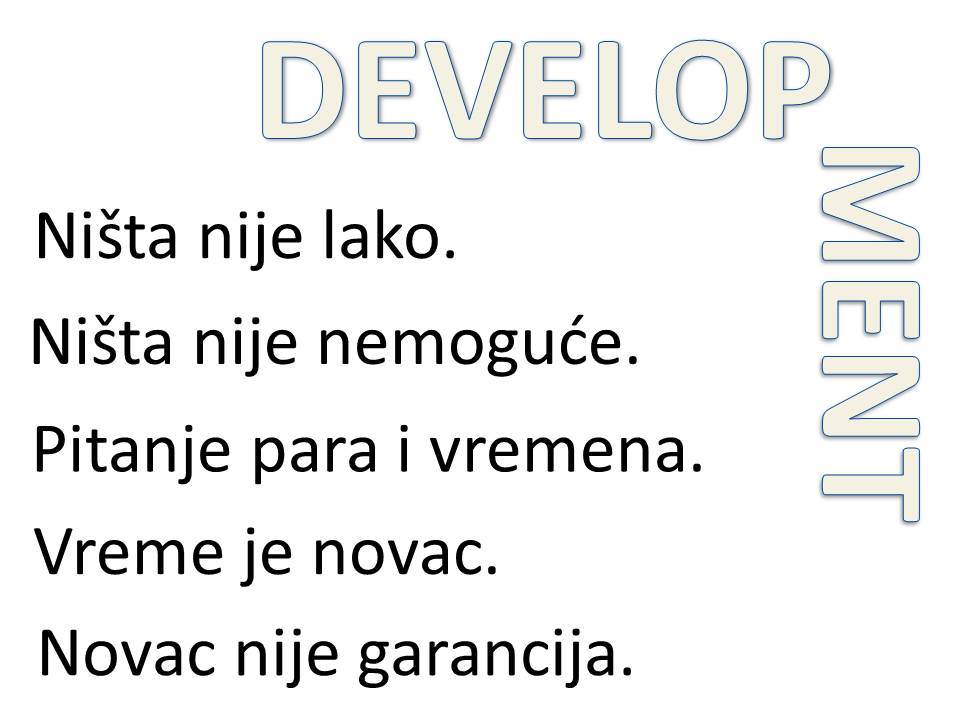 DEVELOP
MENT
Ništa nije lako.
Ništa nije nemoguće.
Pitanje para i vremena.
Vreme je novac.
Novac nije garancija.